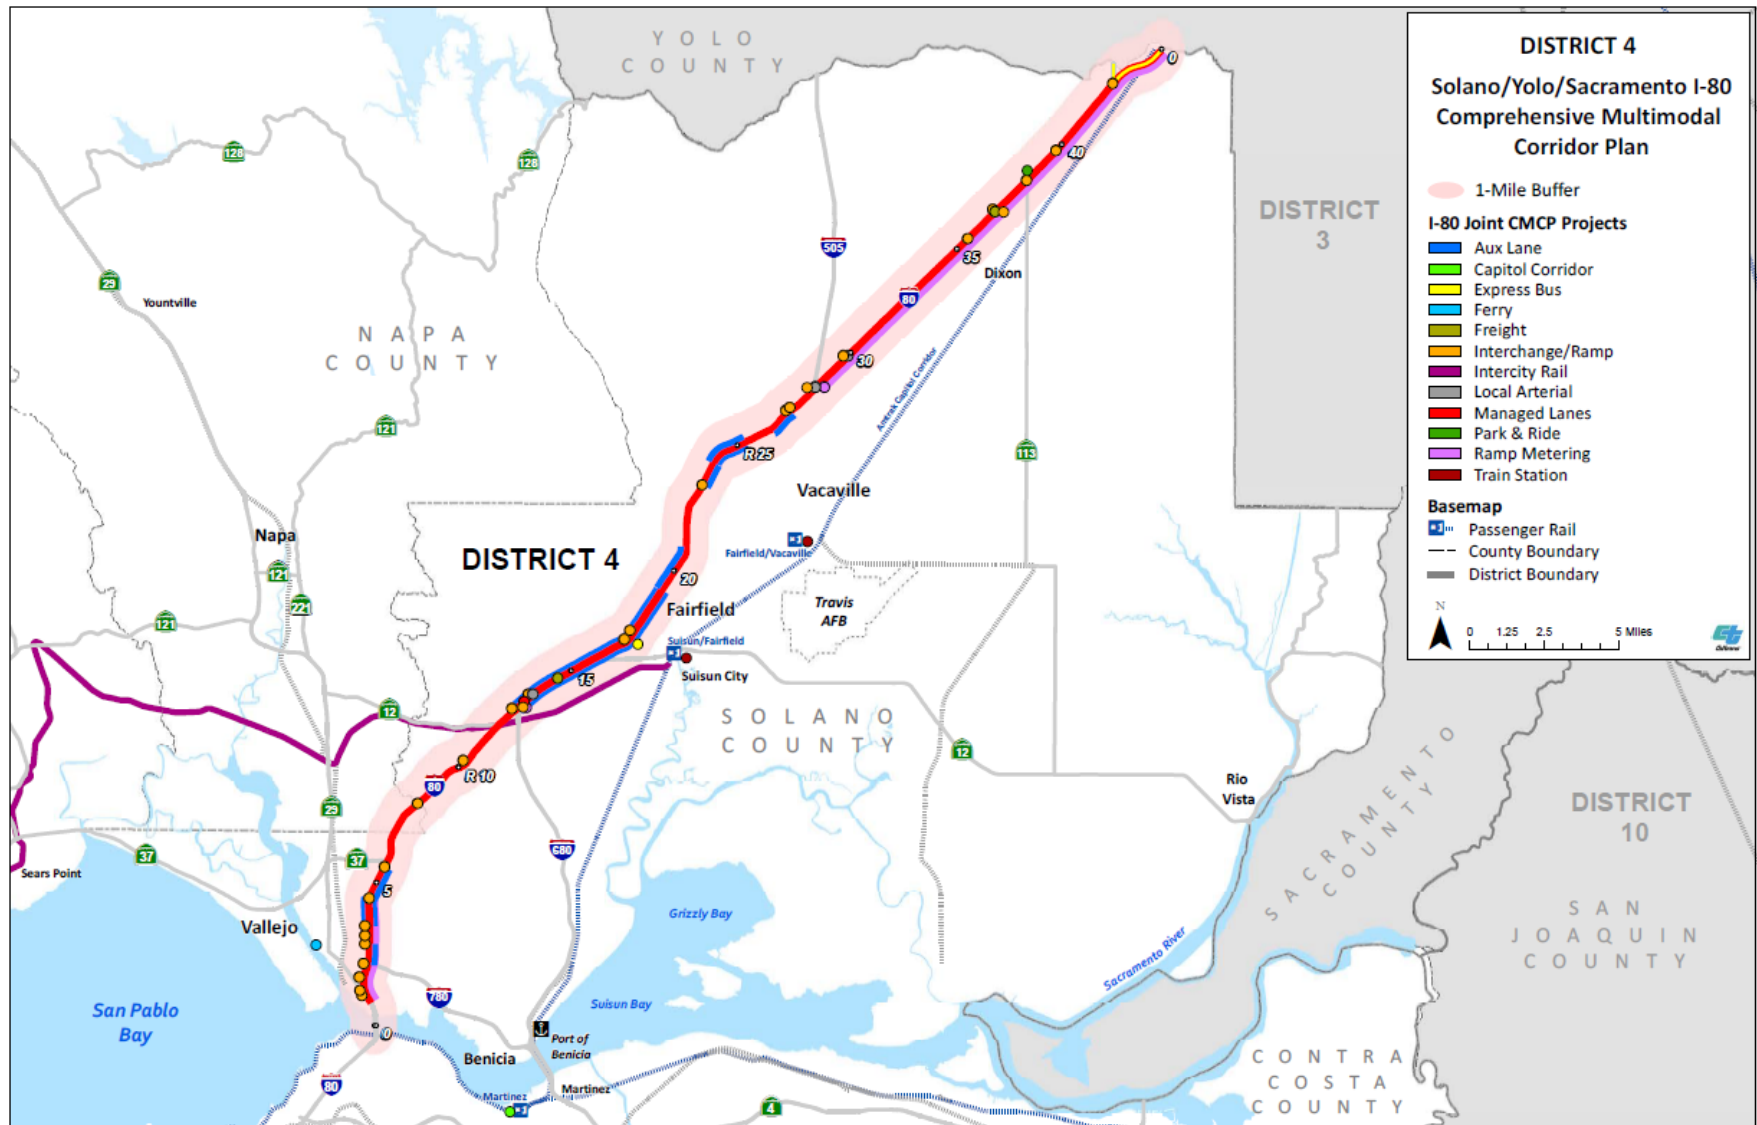 YOLO
COUNTY
0
128
128
40
DISTRICT
3
505
35
Dixon
29
Yountville
80
NAPA
COUNTY
30
Amtrak Capitol Corridor
121
R 25
113
Vacaville
Napa
DISTRICT 4
Fairfield/Vacaville
121
20
221
Fairfield
Travis
AFB
121
Suisun/Fairfield
15
Suisun City
12
SOLANO
COUNTY
12
R 10
80
Rio
Vista
SACRAMENTO
COUNTY
DISTRICT
10
29
680
37
37
Sears Point
5
Vallejo
Grizzly Bay
SAN
JOAQUIN
COUNTY
Sacramento River
780
Suisun Bay
San Pablo
Bay
0
Port of
Benicia
Benicia
80
Martinez
Martinez
4
CONTRA
COSTA
COUNTY
DISTRICT 4
Solano/Yolo/Sacramento I-80
Comprehensive Multimodal
Corridor Plan
1-Mile Buffer
I-80 Joint CMCP Projects
Aux Lane
Capitol Corridor
Express Bus
Ferry
Freight
Interchange/Ramp
Intercity Rail
Local Arterial
Managed Lanes
Park & Ride
Ramp Metering
Train Station
Basemap
Passenger Rail
County Boundary
District Boundary
N
0 1.25 2.5 5 Miles